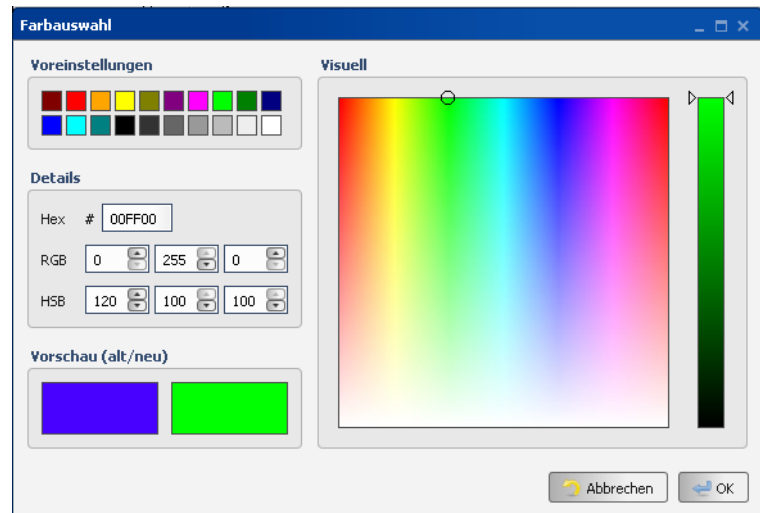 Farbauswahl
Voreinstellungen
Visuell
Details
Hex # 00FF00
RGB 0 255 0
HSB 120 100 100
Vorschau (alt/neu)
Abbrechen OK